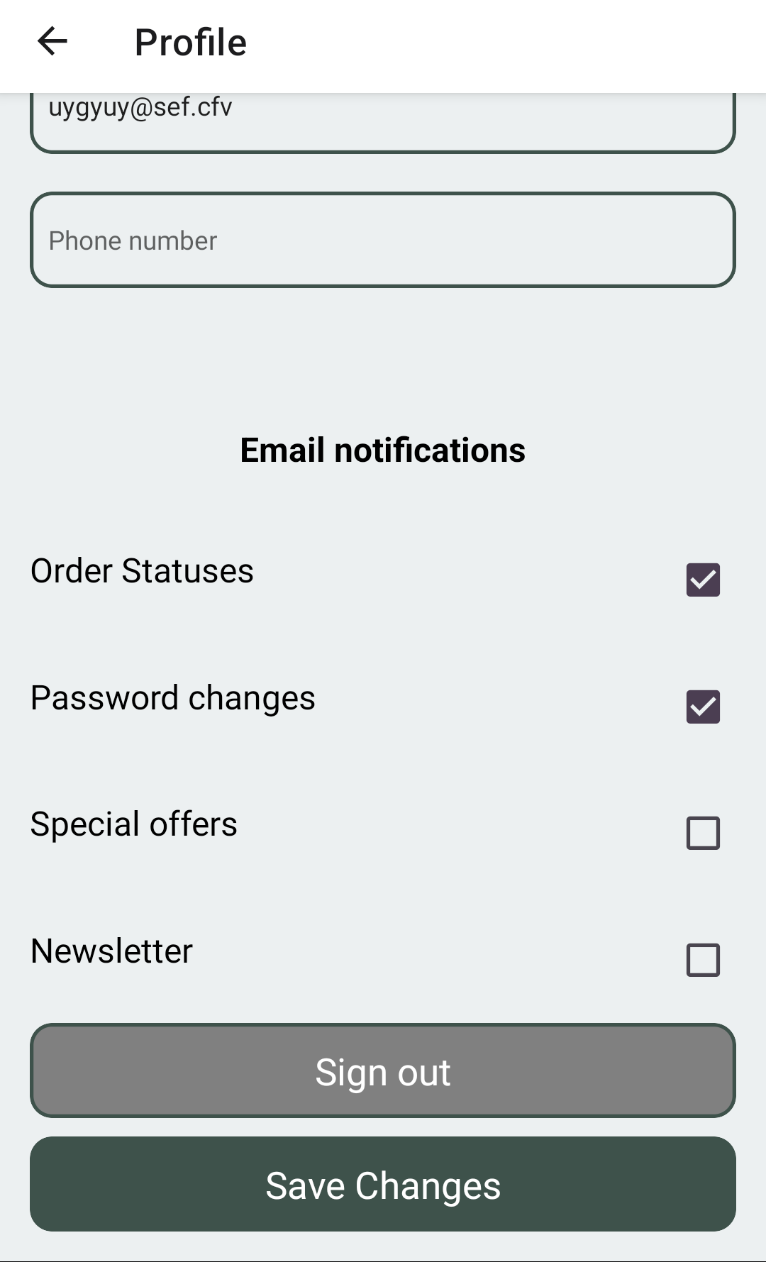 Profile
uygyuy@sef.cfv
Phone number
Email notifications
Order Statuses
Password changes
Special offers
Newsletter
Sign out
Save Changes